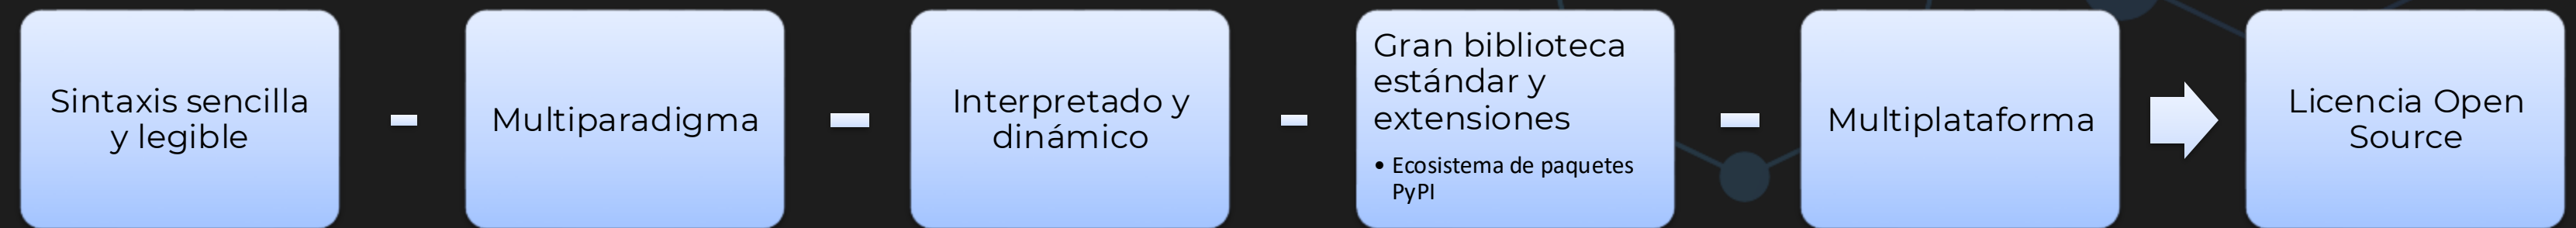 Sintaxis sencilla
y legible
Multiparadigma
Interpretado y
dinámico
Gran biblioteca
estándar y
extensiones
• Ecosistema de paquetes
PyPI
Multiplataforma
Licencia Open
Source